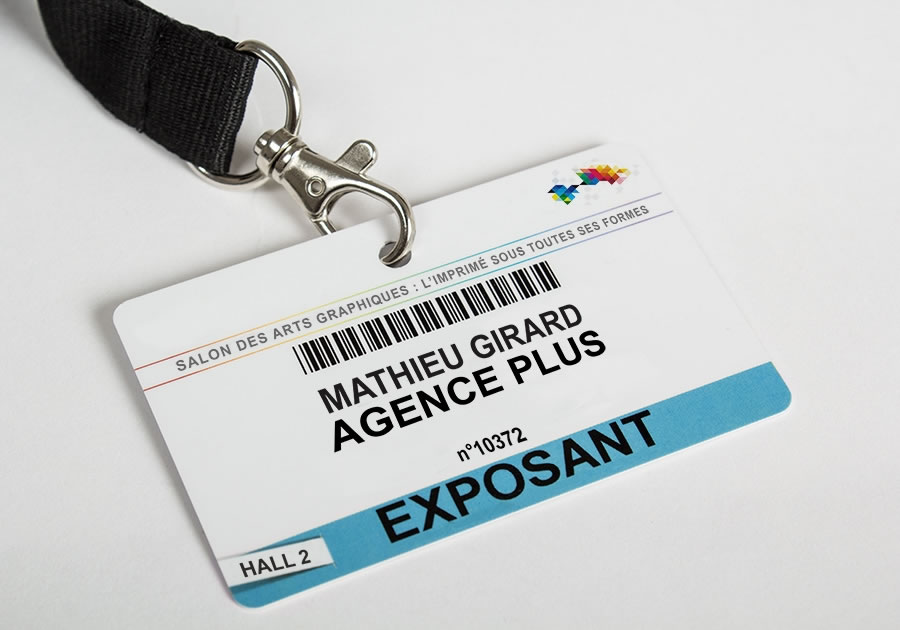 SALON DES ARTS GRAPHIQUES : L'IMPRIMÉ SOUS TOUTES SES FORMES
MATHIEU GIRARD
AGENCE PLUS
n°10372
EXPOSANT
HALL 2